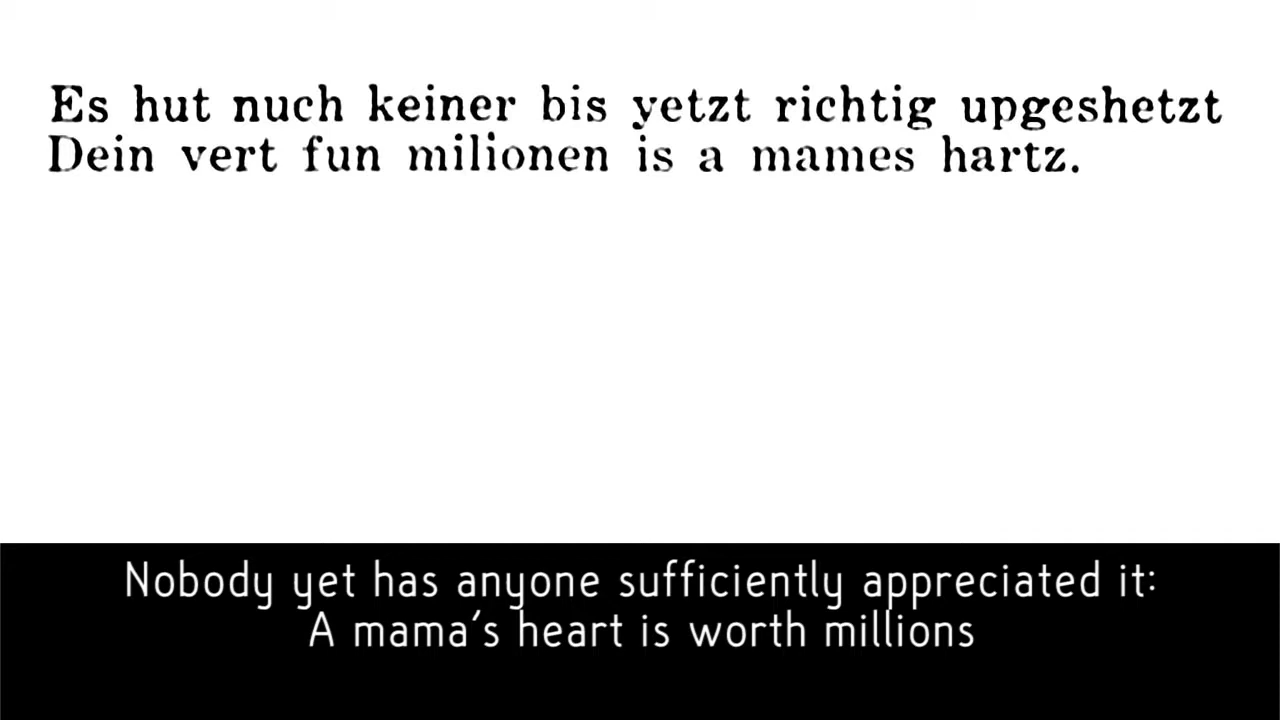 Es hut nuch keiner bis yetzt richtig upgeshetzt
Dein vert fun milionen is a mames hartz.
Nobody yet has anyone sufficiently appreciated it:
A mama's heart is worth millions